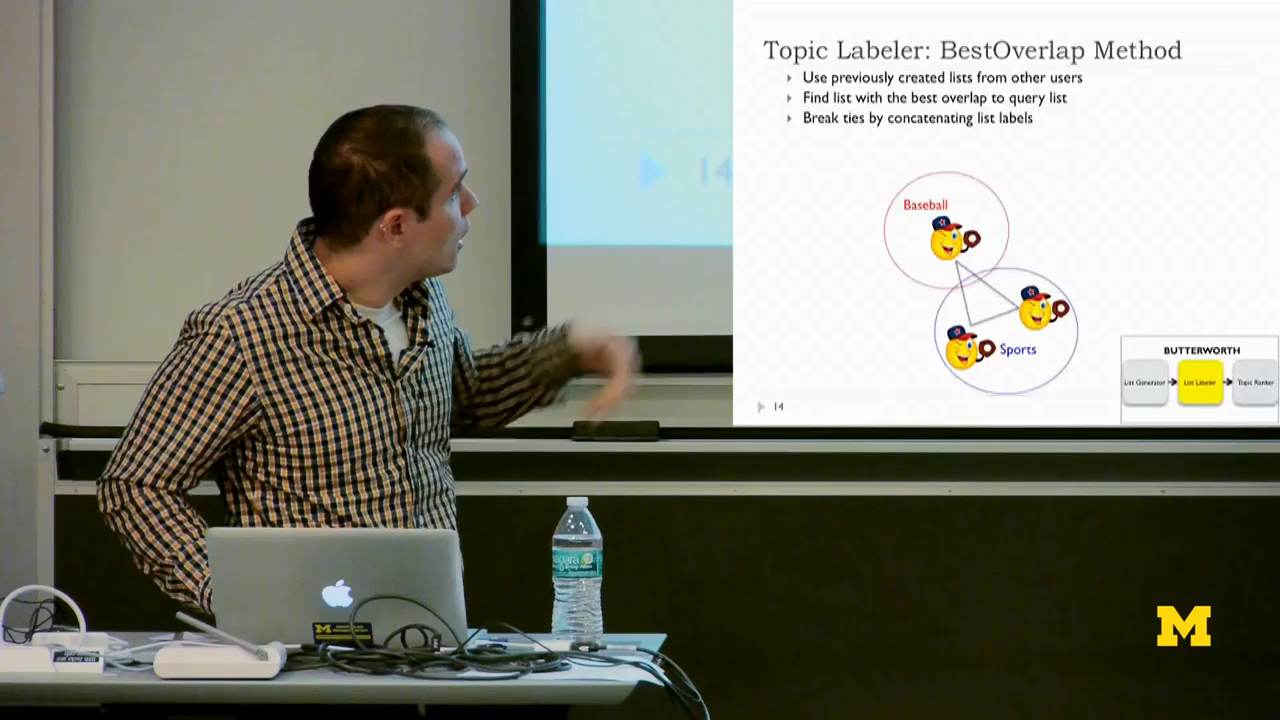 Topic Labeler: BestOverlap Method
Use previously created lists from other users
Find list with the best overlap to query list
Break ties by concatenating list labels
Baseball
Sports
BUTTERWORTH
List Generator
List Labeler
Topic Ranker
14
14
M